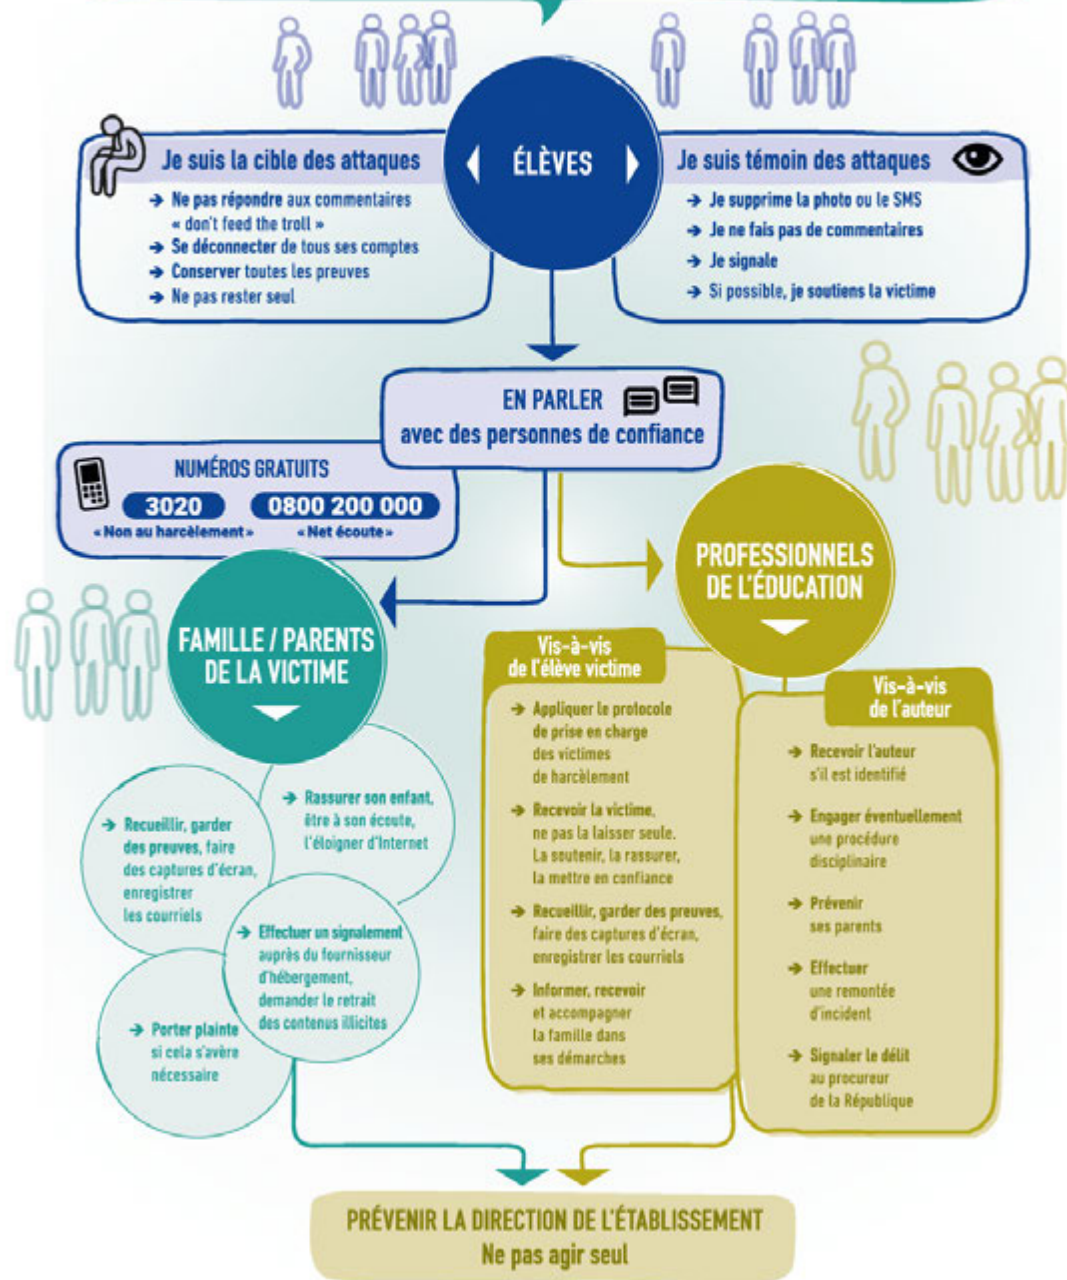 ÉLÈVES
Je suis la cible des attaques
→ Ne pas répondre aux commentaires
« don't feed the troll »
→ Se déconnecter de tous ses comptes
→ Conserver toutes les preuves
→ Ne pas rester seul
Je suis témoin des attaques
→ Je supprime la photo ou le SMS
→ Je ne fais pas de commentaires
→ Je signale
→ Si possible, je soutiens la victime
EN PARLER
avec des personnes de confiance
NUMÉROS GRATUITS
3020
« Non au harcèlement »
0800 200 000
« Net écoute »
FAMILLE / PARENTS
DE LA VICTIME
→ Rassurer son enfant,
être à son écoute,
l'éloigner d'Internet
→ Recueillir, garder
des preuves, faire
des captures d'écran,
enregistrer
les courriels
→ Effectuer un signalement
auprès du fournisseur
d'hébergement,
demander le retrait
des contenus illicites
→ Porter plainte
si cela s'avère
nécessaire
PROFESSIONNELS
DE L'ÉDUCATION
Vis-à-vis
de l'élève victime
→ Appliquer le protocole
de prise en charge
des victimes
de harcèlement
→ Recevoir la victime,
ne pas la laisser seule.
La soutenir, la rassurer,
la mettre en confiance
→ Recueillir, garder des preuves,
faire des captures d'écran,
enregistrer les courriels
→ Informer, recevoir
et accompagner
la famille dans
ses démarches
Vis-à-vis
de l'auteur
→ Recevoir l'auteur
s'il est identifié
→ Engager éventuellement
une procédure
disciplinaire
→ Prévenir
ses parents
→ Effectuer
une remontée
d'incident
→ Signaler le délit
au procureur
de la République
PRÉVENIR LA DIRECTION DE L'ÉTABLISSEMENT
Ne pas agir seul